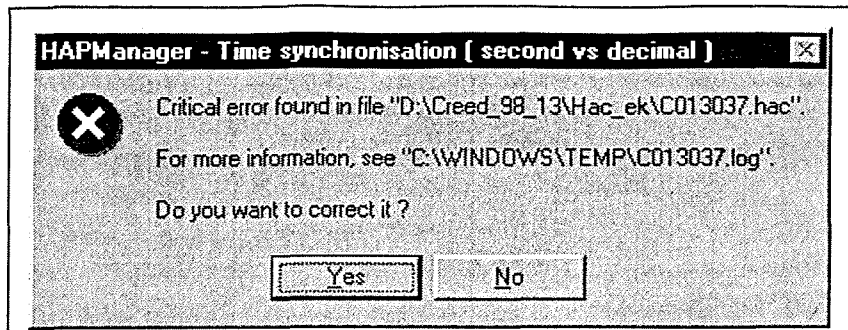 HAPManager - Time synchronisation ( second vs decimal )
Critical error found in file "D:\Creed_98_13\Hac_ek\C013037.hac".
For more information, see "C:\WINDOWS\TEMP\C013037.log".
Do you want to correct it ?
Yes
No